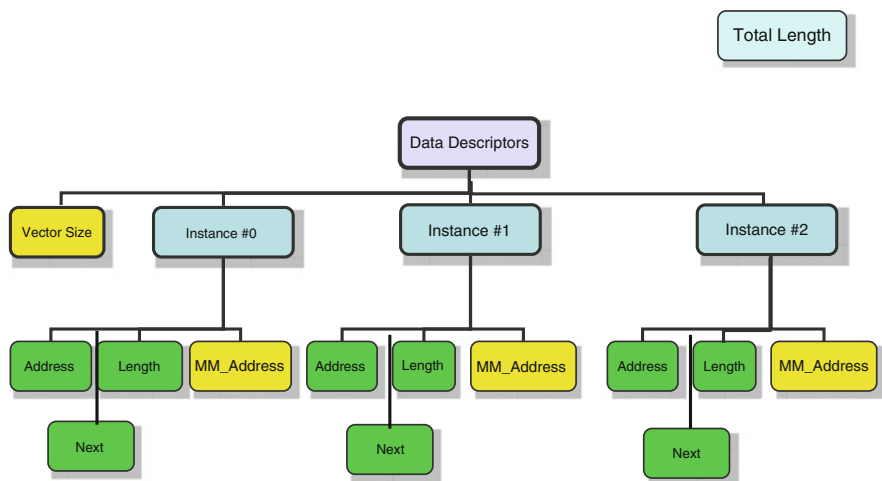 Total Length
Data Descriptors
Vector Size
Instance #0
Instance #1
Instance #2
Address
Length
MM_Address
Address
Length
MM_Address
Address
Length
MM_Address
Next
Next
Next